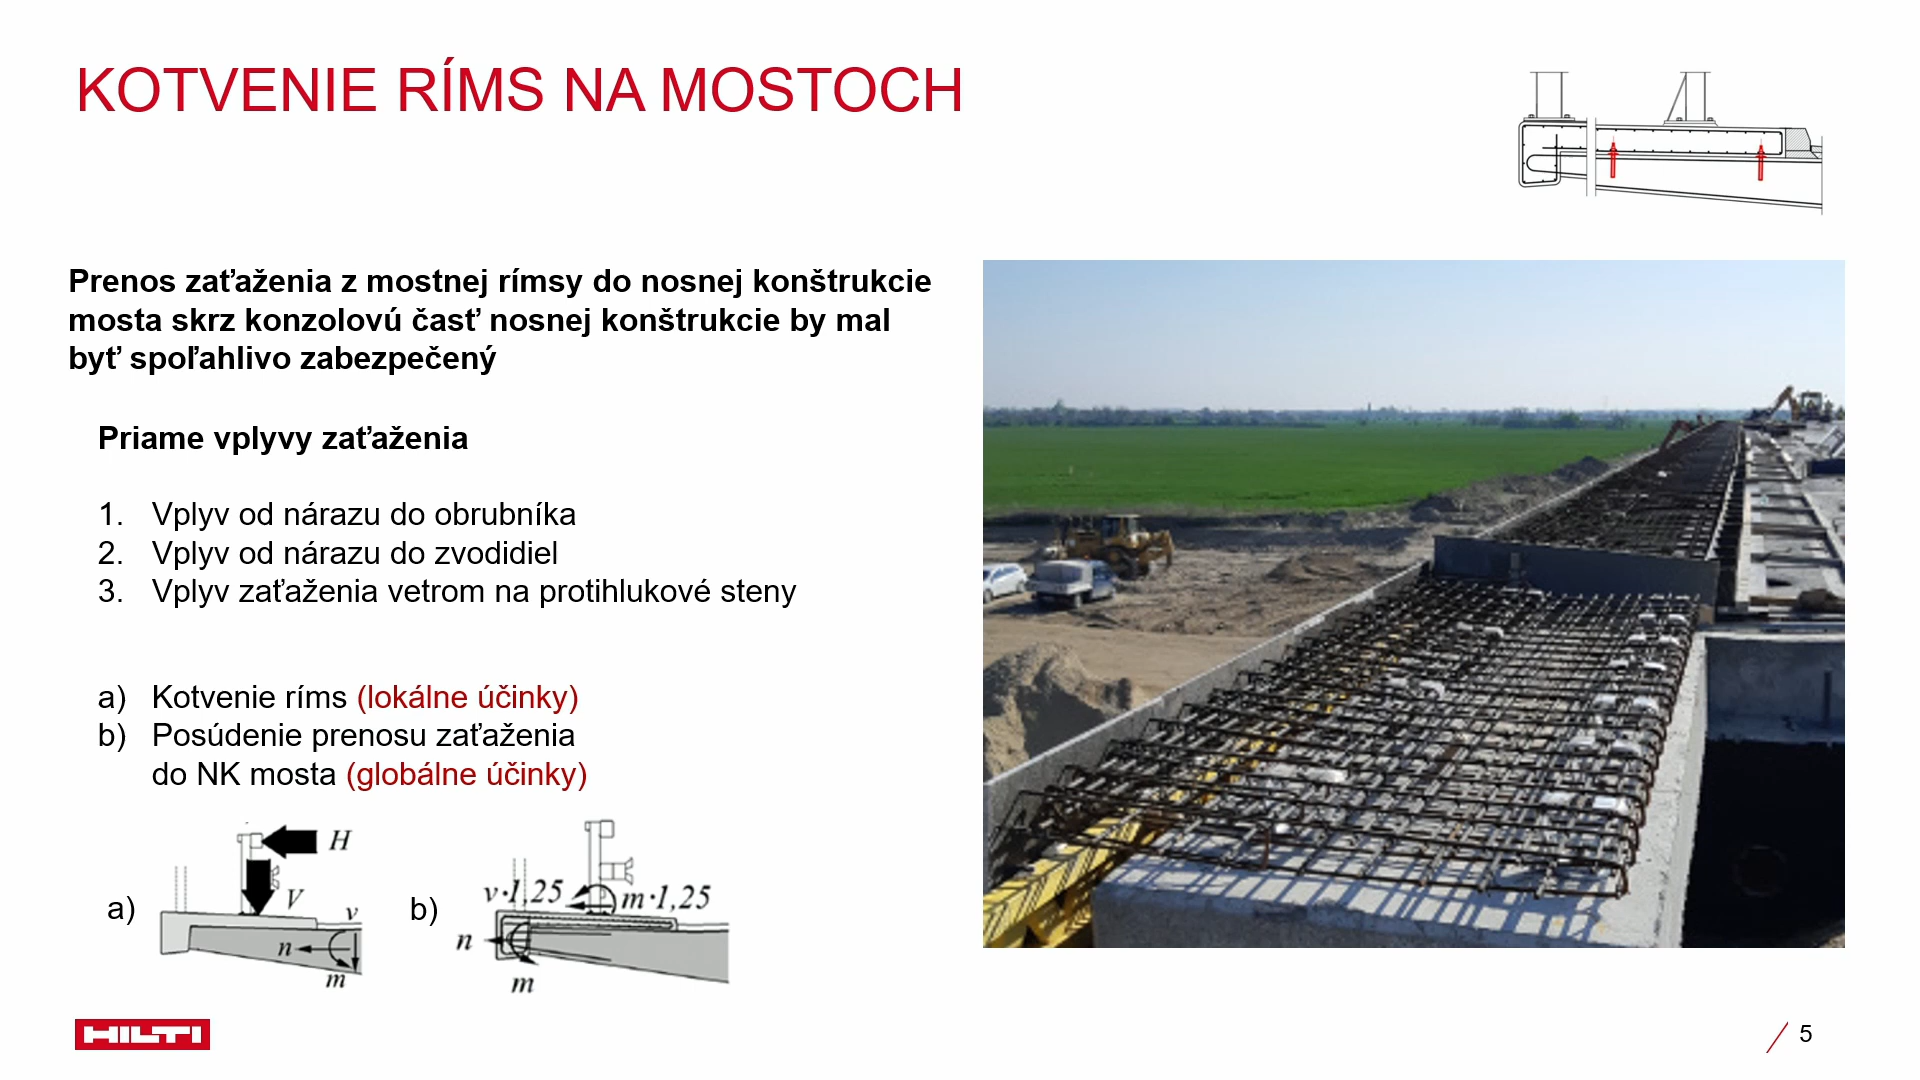 KOTVENIE RÍMS NA MOSTOCH
Prenos zaťaženia z mostnej rímsy do nosnej konštrukcie
mosta skrz konzolovú časť nosnej konštrukcie by mal
byť spoľahlivo zabezpečený
Priame vplyvy zaťaženia
1. Vplyv od nárazu do obrubníka
2. Vplyv od nárazu do zvodidiel
3. Vplyv zaťaženia vetrom na protihlukové steny
a) Kotvenie ríms (lokálne účinky)
b) Posúdenie prenosu zaťaženia
do NK mosta (globálne účinky)
a)
H
V
v
n
m
b)
v·1,25
m·1,25
n
m
HILTI
5